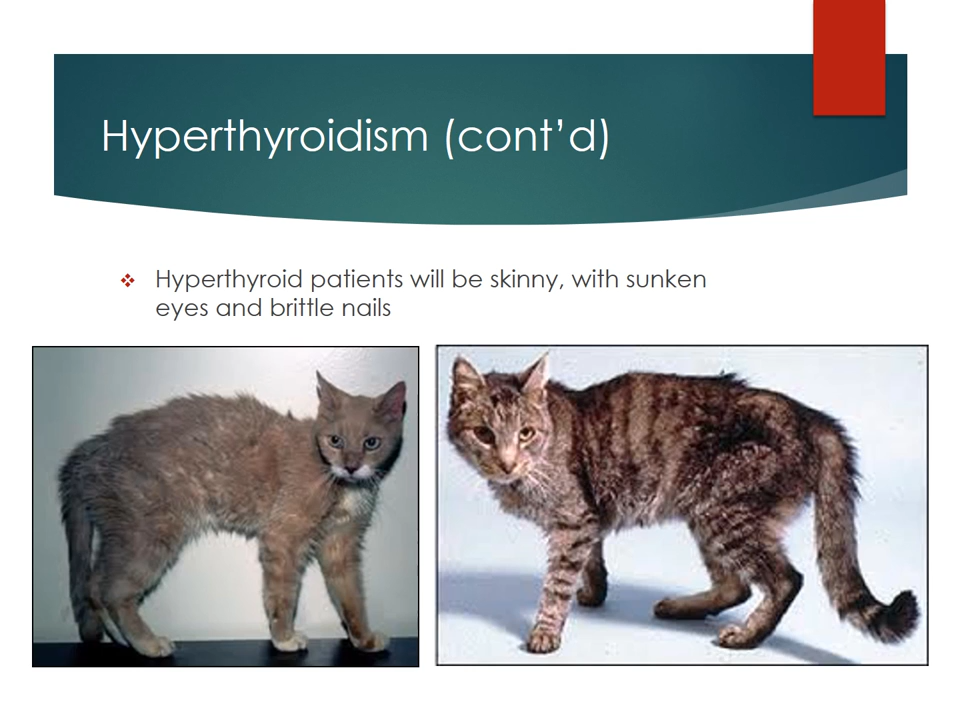 Hyperthyroidism (cont’d)
Hyperthyroid patients will be skinny, with sunken
eyes and brittle nails